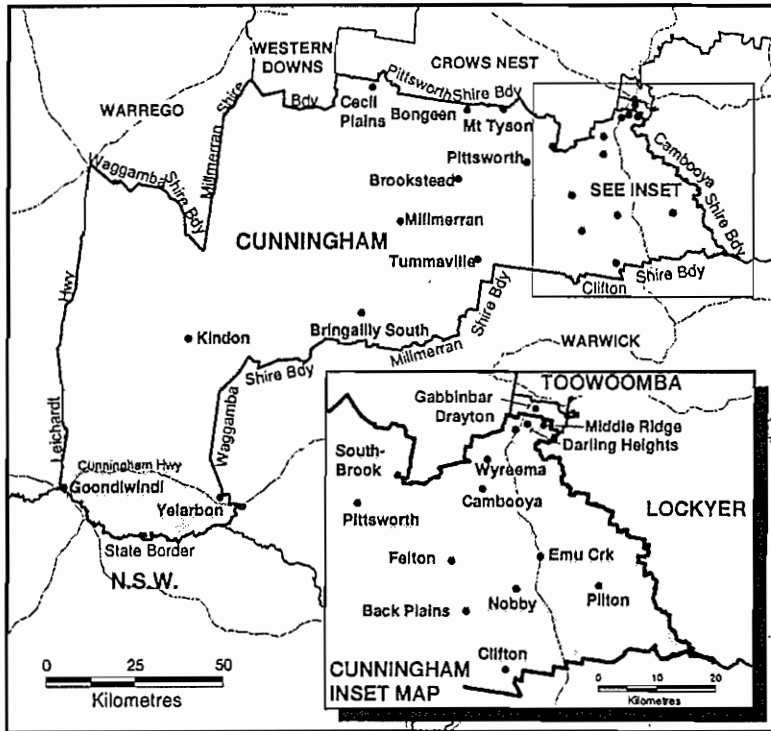 WESTERN
DOWNS
CROWS NEST
WARREGO
Pittsworth Shire Bdy
Shire Bdy
Cecil
Plains
Bongeen
Mt Tyson
Millmerran
Waggamba Shire Bdy
Pittsworth
Brookstead
Cambooya Shire Bdy
SEE INSET
Millmerran
CUNNINGHAM
Tummaville
Hwy
Clifton Shire Bdy
Shire Bdy
Bringailly South
Kindon
Millmerran
WARWICK
Shire Bdy
Waggamba
Leichardt
Cunningham Hwy
Goondiwindi
Yelarbon
State Border
N.S.W.
0 25 50
Kilometres
TOOWOOMBA
Gabbinbar
Drayton
Middle Ridge
Darling Heights
South-
Brook
Wyreema
Cambooya
LOCKYER
Pittsworth
Felton
Emu Crk
Nobby
Pilton
Back Plains
Clifton
CUNNINGHAM
INSET MAP
0 10 20
Kilometres